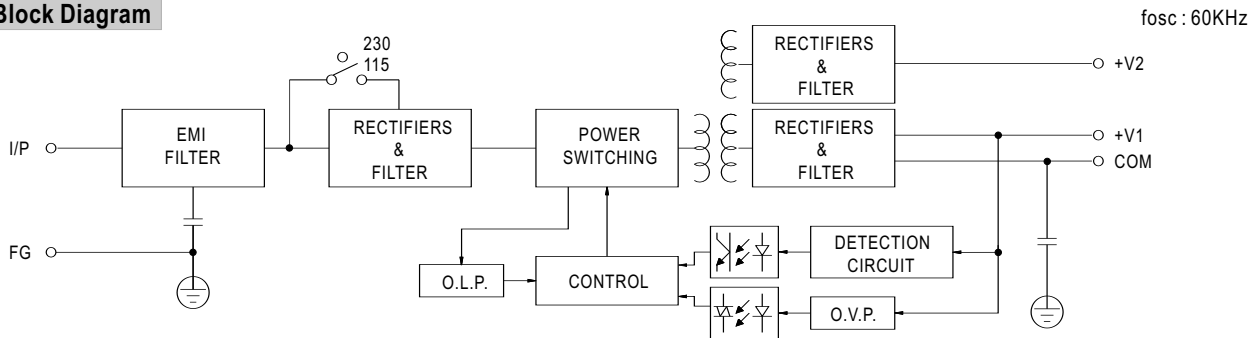 Block Diagram
fosc : 60KHz
230
115
I/P
EMI
FILTER
RECTIFIERS
&
FILTER
POWER
SWITCHING
RECTIFIERS
&
FILTER
+V2
RECTIFIERS
&
FILTER
+V1
COM
FG
O.L.P.
CONTROL
DETECTION
CIRCUIT
O.V.P.